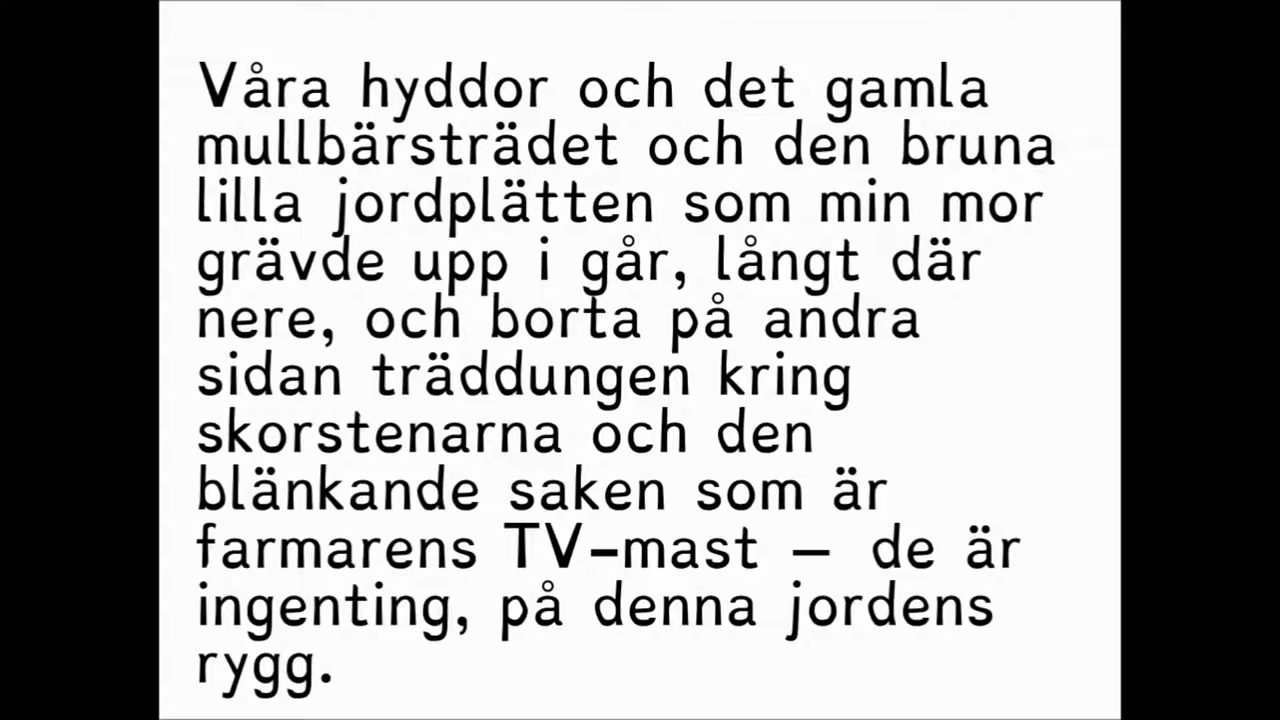 Våra hyddor och det gamla
mullbärsträdet och den bruna
lilla jordplätten som min mor
grävde upp i går, långt där
nere, och borta på andra
sidan träddungen kring
skorstenarna och den
blänkande saken som är
farmarens TV-mast – de är
ingenting, på denna jordens
rygg.